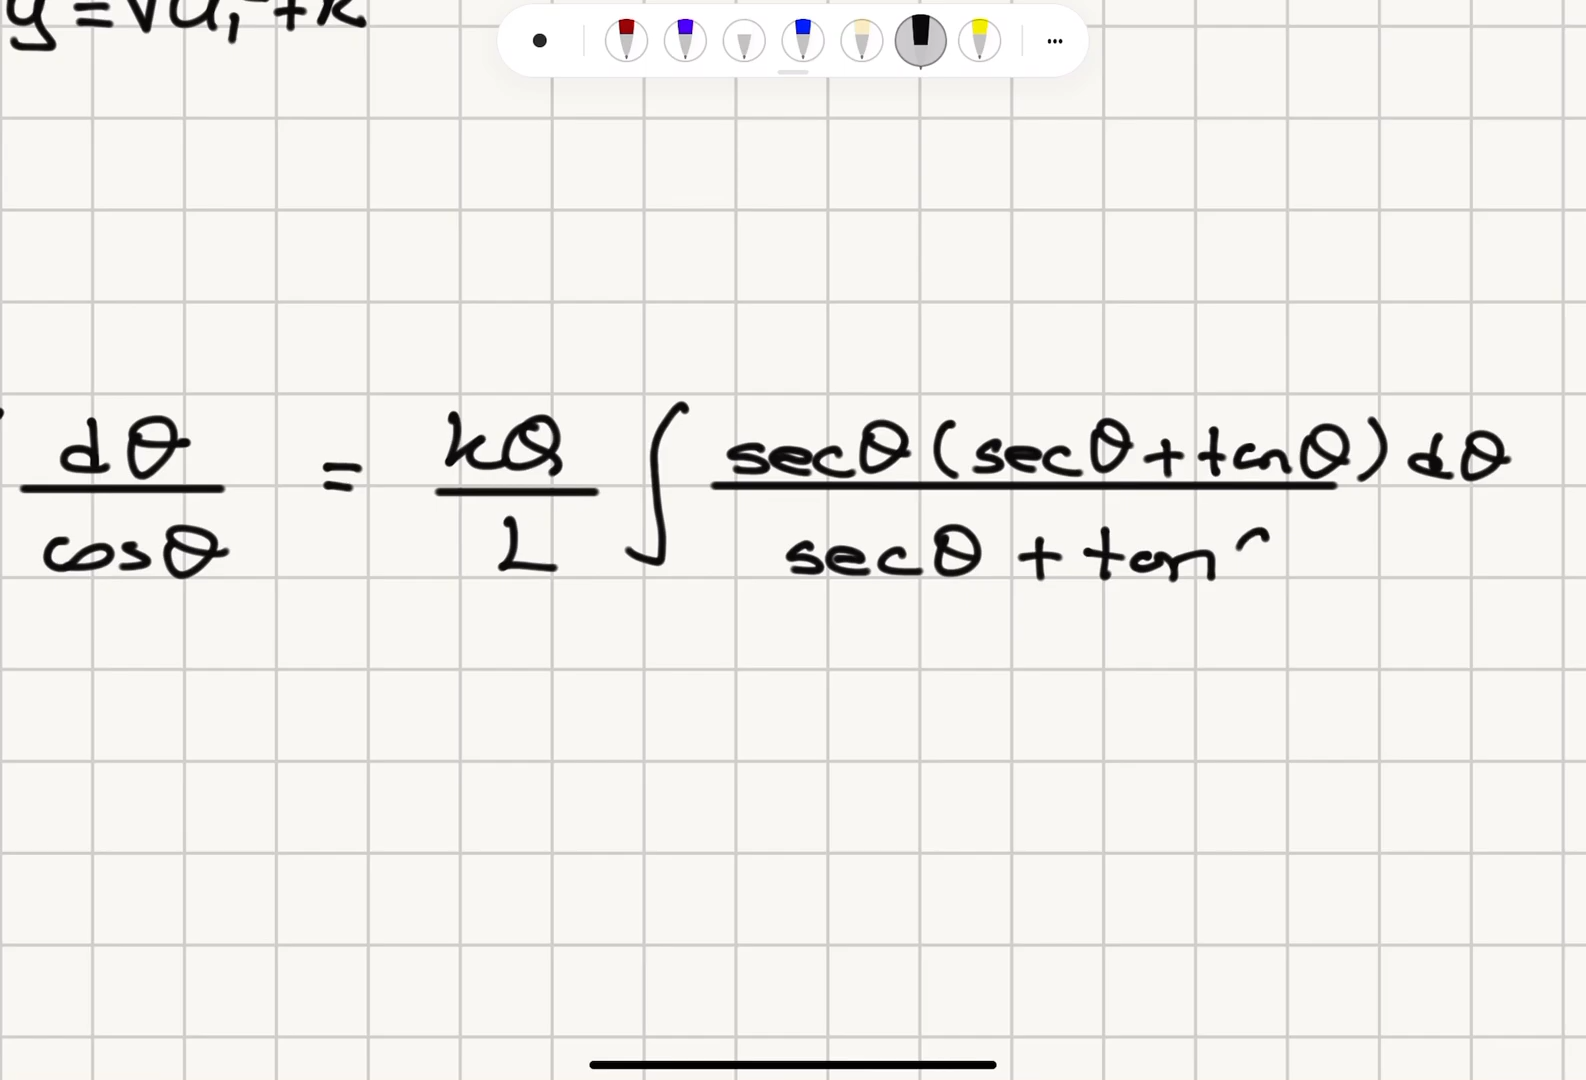 dθ/cosθ = kQ/L ∫ secθ(secθ+tanθ)dθ / secθ + tan